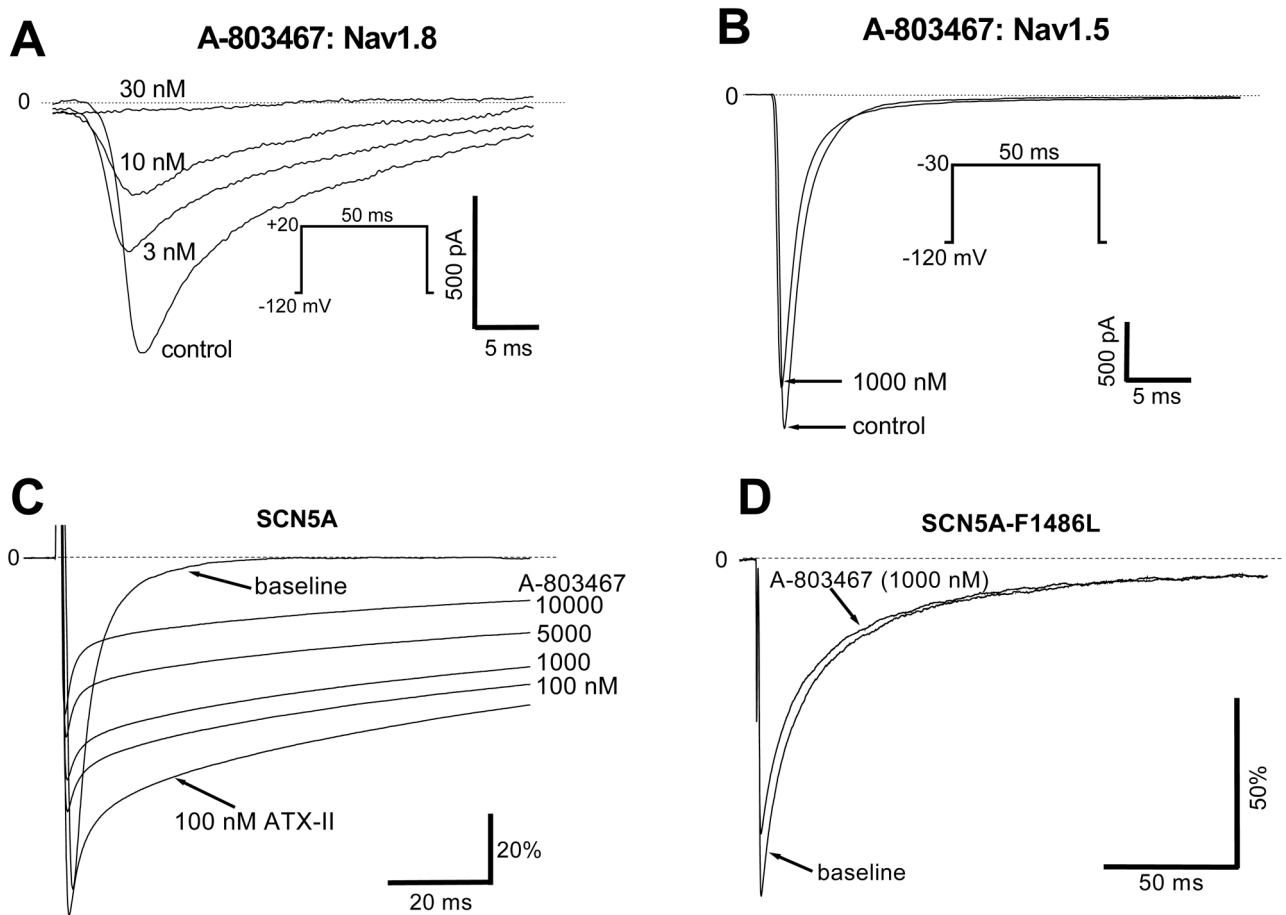 A
A-803467: Nav1.8
0
30 nM
10 nM
3 nM
control
+20
50 ms
-120 mV
500 pA
5 ms
B
A-803467: Nav1.5
0
-30
50 ms
-120 mV
1000 nM
control
500 pA
5 ms
C
SCN5A
0
baseline
A-803467
10000
5000
1000
100 nM
100 nM ATX-II
20%
20 ms
D
SCN5A-F1486L
0
A-803467 (1000 nM)
baseline
50%
50 ms